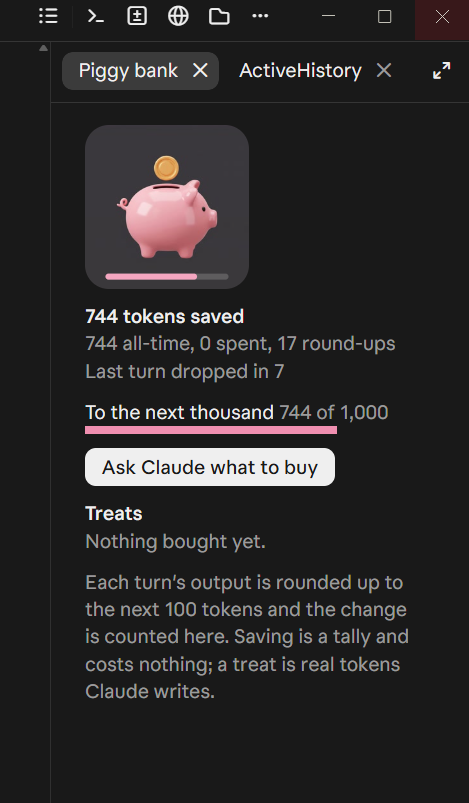 Piggy bank
ActiveHistory
744 tokens saved
744 all-time, 0 spent, 17 round-ups
Last turn dropped in 7
To the next thousand 744 of 1,000
Ask Claude what to buy
Treats
Nothing bought yet.
Each turn's output is rounded up to
the next 100 tokens and the change
is counted here. Saving is a tally and
costs nothing; a treat is real tokens
Claude writes.